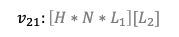 v₂₁: [H * N * L₁][L₂]